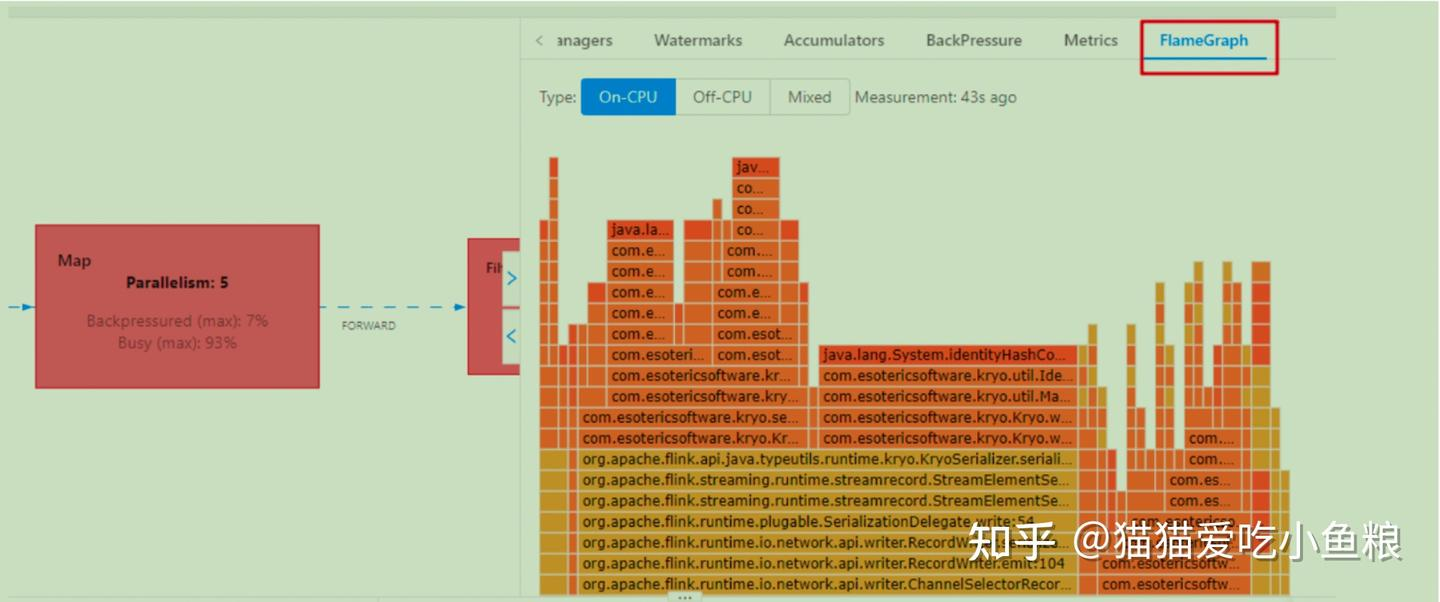 anagers Watermarks Accumulators BackPressure Metrics FlameGraph
Type: On-CPU Off-CPU Mixed Measurement: 43s ago
Map
Parallelism: 5
Backpressured (max): 7%
Busy (max): 93%
FORWARD
Filt
jav...
co...
co...
java.la... co...
com.e... com....
com.e... com....
com.e... com.e...
com.e... com.e...
com.e... com.esot...
com.esoteri... com.esot... java.lang.System.identityHashCo...
com.esotericsoftware.kr... com.esotericsoftware.kryo.util.Ide...
com.esotericsoftware.kry... com.esotericsoftware.kryo.util.Ma...
com.esotericsoftware.kryo.se... com.esotericsoftware.kryo.Kryo.w...
com.esotericsoftware.kryo.Kr... com.esotericsoftware.kryo.Kryo.w... com....
org.apache.flink.api.java.typeutils.runtime.kryo.KryoSerializer.seriali... com....
org.apache.flink.streaming.runtime.streamrecord.StreamElementSe... com.es...
org.apache.flink.streaming.runtime.streamrecord.StreamElementSe... com.es...
org.apache.flink.runtime.plugable.SerializationDelegate.write:54
org.apache.flink.runtime.io.network.api.writer.RecordWriter
org.apache.flink.runtime.io.network.api.writer.RecordWriter.emit:104 com.esotericsoftw...
org.apache.flink.runtime.io.network.api.writer.ChannelSelectorRecor... com.esotericsoftw...
知乎 @猫猫爱吃小鱼粮